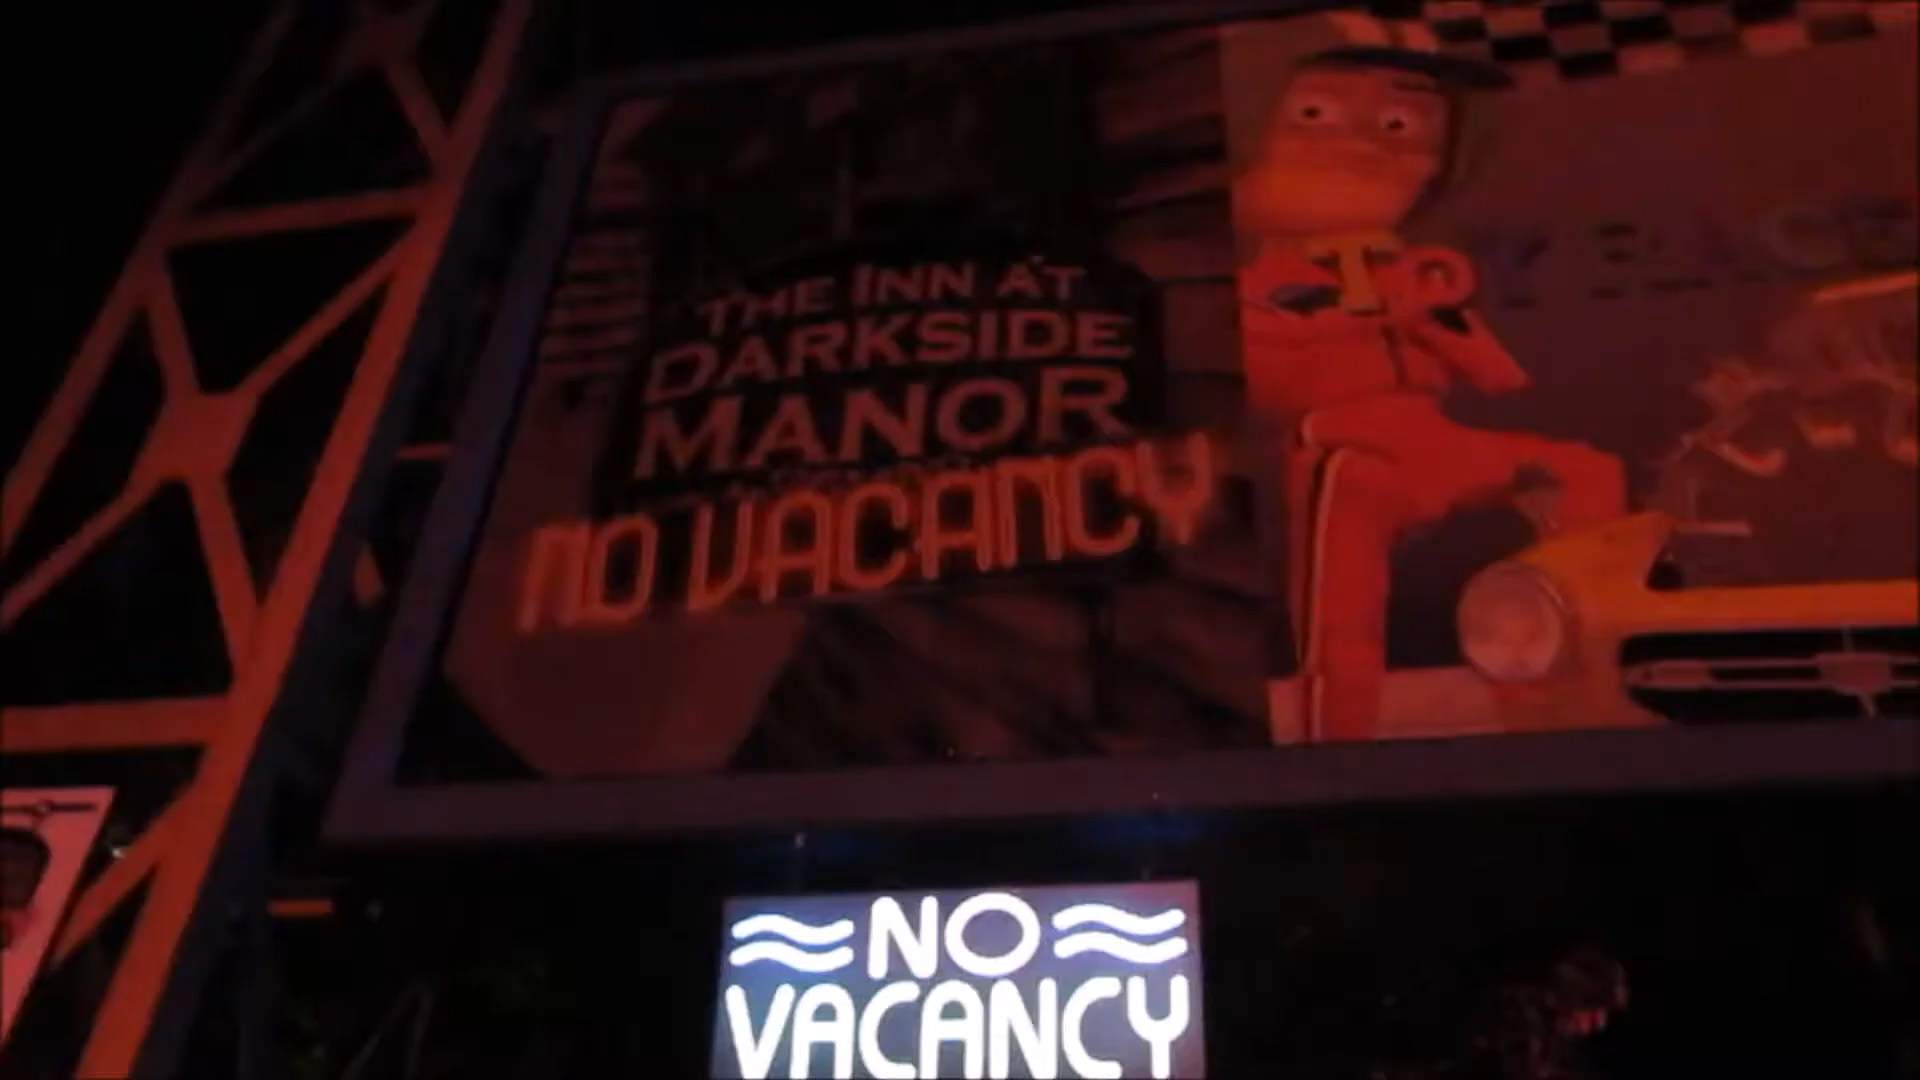 THE INN AT
DARKSIDE
MANOR
NO VACANCY
NO
VACANCY